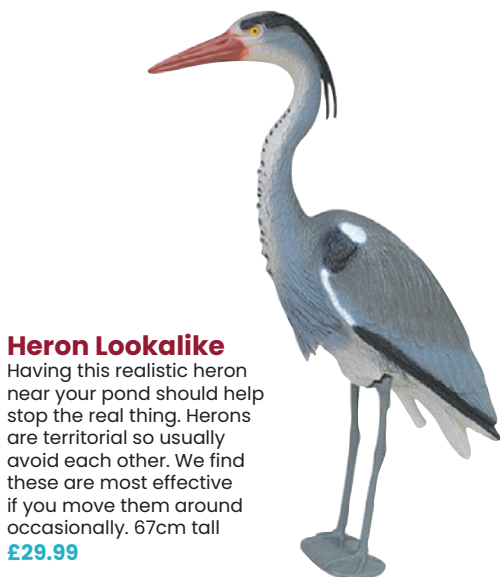 Heron Lookalike
Having this realistic heron
near your pond should help
stop the real thing. Herons
are territorial so usually
avoid each other. We find
these are most effective
if you move them around
occasionally. 67cm tall
£29.99